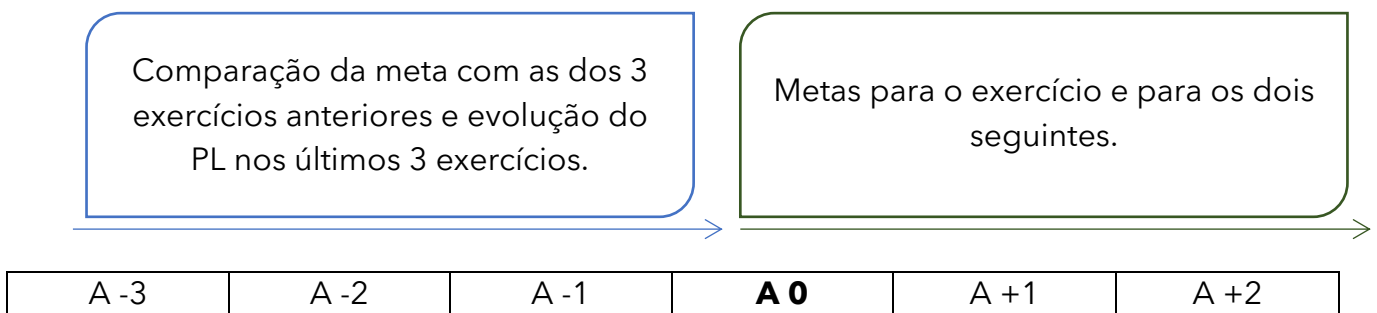 Comparação da meta com as dos 3
exercícios anteriores e evolução do
PL nos últimos 3 exercícios.
Metas para o exercício e para os dois
seguintes.
A -3 A -2 A -1 A 0 A +1 A +2